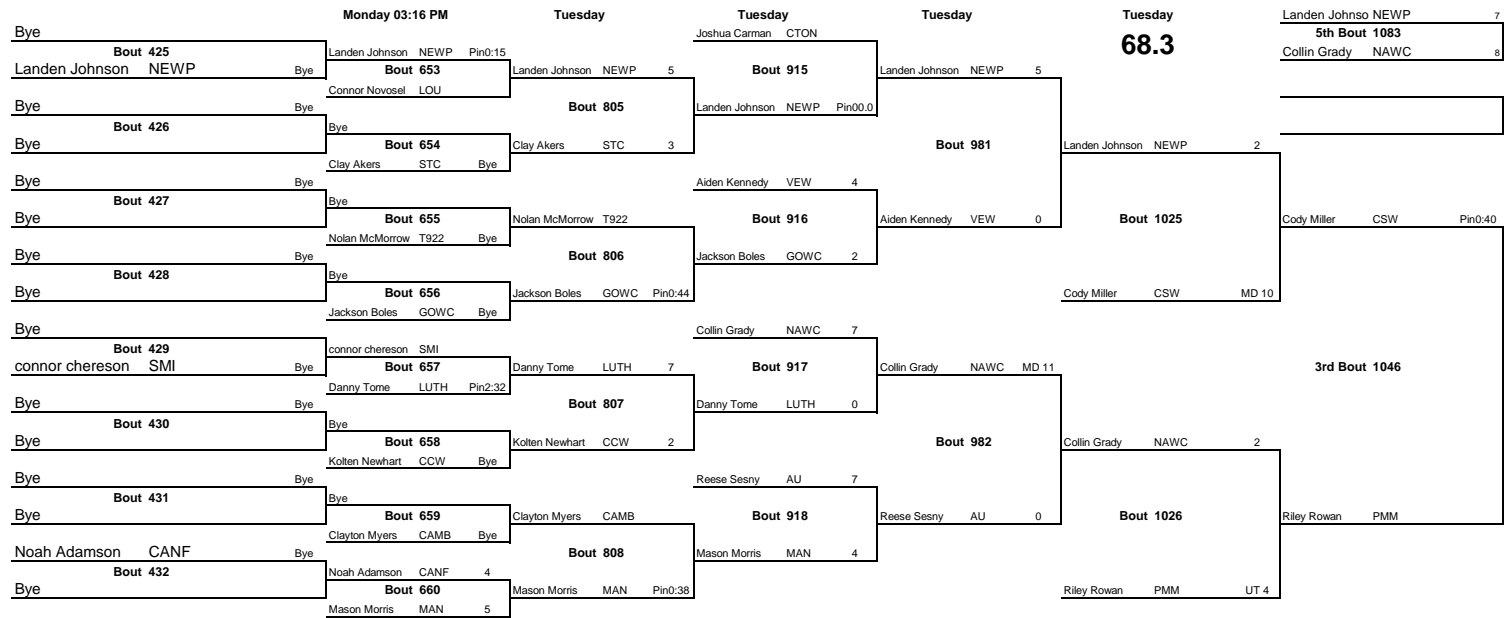 Monday 03:16 PM Tuesday Tuesday Tuesday Tuesday
68.3
Bye
Bout 425
Landen Johnson NEWP Bye
Bye Bye
Bout 426
Bye
Bye Bye
Bout 427
Bye
Bye Bye
Bout 428
Bye
Bye
Bout 429
connor chereson SMI Bye
Bye Bye
Bout 430
Bye
Bye Bye
Bout 431
Bye
Noah Adamson CANF Bye
Bout 432
Bye
Landen Johnson NEWP Pin0:15
Bout 653
Connor Novosel LOU
Bye
Bout 654
Clay Akers STC Bye
Bye
Bout 655
Nolan McMorrow T922 Bye
Bye
Bout 656
Jackson Boles GOWC Bye
connor chereson SMI
Bout 657
Danny Tome LUTH Pin2:32
Bye
Bout 658
Kolten Newhart CCW Bye
Bye
Bout 659
Clayton Myers CAMB Bye
Noah Adamson CANF 4
Bout 660
Mason Morris MAN 5
Landen Johnson NEWP 5
Bout 805
Clay Akers STC 3
Nolan McMorrow T922
Bout 806
Jackson Boles GOWC Pin0:44
Danny Tome LUTH 7
Bout 807
Kolten Newhart CCW 2
Clayton Myers CAMB
Bout 808
Mason Morris MAN Pin0:38
Joshua Carman CTON
Bout 915
Landen Johnson NEWP Pin00.0
Aiden Kennedy VEW 4
Bout 916
Jackson Boles GOWC 2
Collin Grady NAWC 7
Bout 917
Danny Tome LUTH 0
Reese Sesny AU 7
Bout 918
Mason Morris MAN 4
Landen Johnson NEWP 5
Bout 981
Aiden Kennedy VEW 0
Collin Grady NAWC MD 11
Bout 982
Reese Sesny AU 0
Landen Johnson NEWP 2
Bout 1025
Cody Miller CSW MD 10
Collin Grady NAWC 2
Bout 1026
Riley Rowan PMM UT 4
Landen Johnso NEWP 7
5th Bout 1083
Collin Grady NAWC 8
Cody Miller CSW Pin0:40
3rd Bout 1046
Riley Rowan PMM